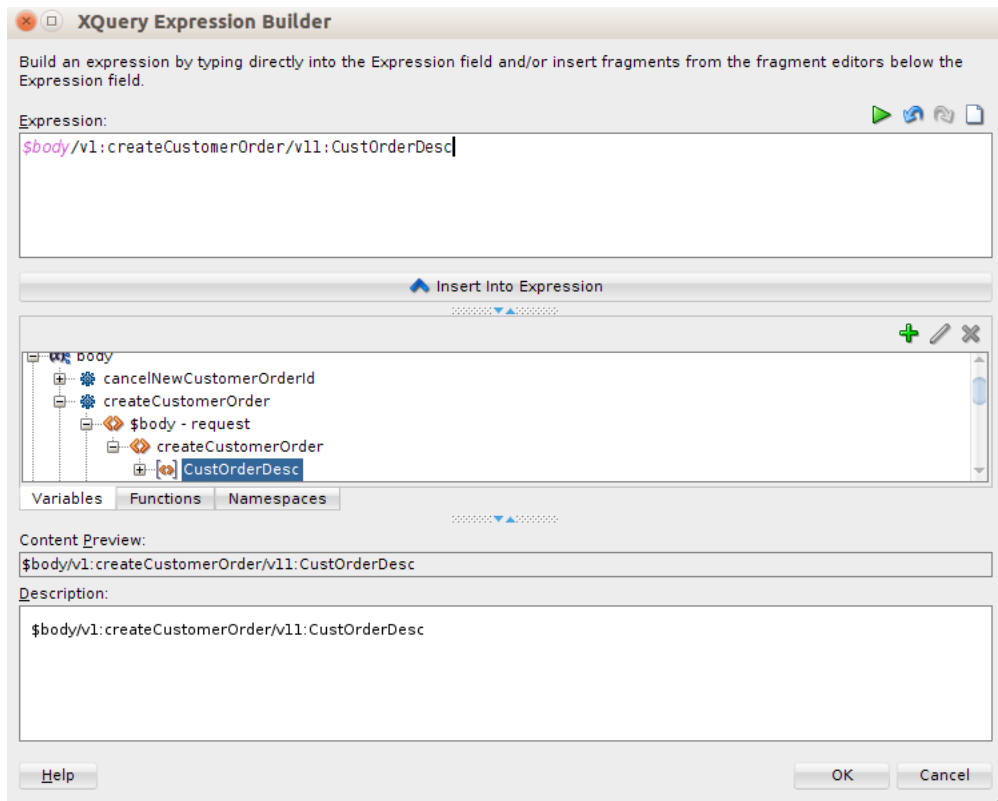 XQuery Expression Builder
Build an expression by typing directly into the Expression field and/or insert fragments from the fragment editors below the
Expression field.
Expression:
$body/v1:createCustomerOrder/v11:CustOrderDesc
Insert Into Expression
body
cancelNewCustomerOrderId
createCustomerOrder
$body - request
createCustomerOrder
CustOrderDesc
Variables Functions Namespaces
Content Preview:
$body/v1:createCustomerOrder/v11:CustOrderDesc
Description:
$body/v1:createCustomerOrder/v11:CustOrderDesc
Help OK Cancel